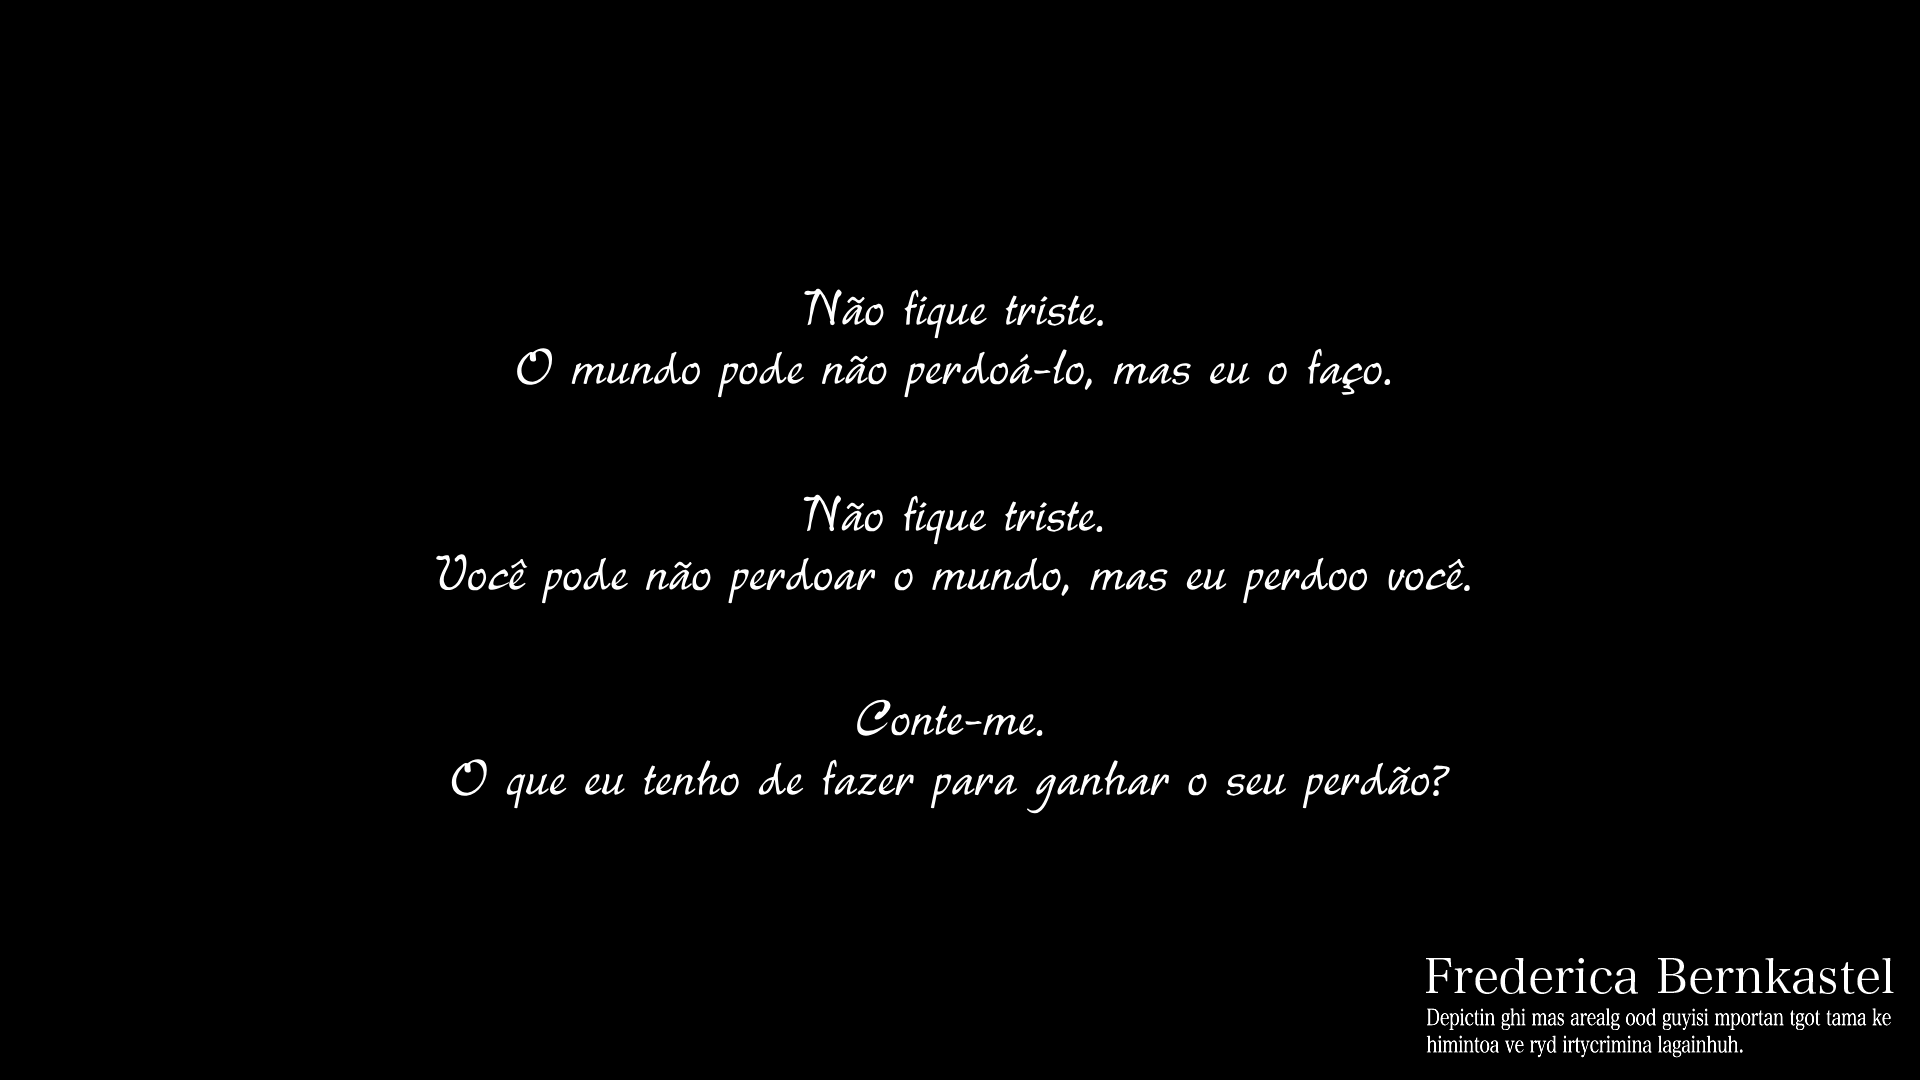 Não fique triste.
O mundo pode não perdoá-lo, mas eu o faço.
Não fique triste.
Você pode não perdoar o mundo, mas eu perdoo você.
Conte-me.
O que eu tenho de fazer para ganhar o seu perdão?
Frederica Bernkastel
Depictin ghi mas arealg ood guyisi mportan tgot tama ke
himintoa ve ryd irtycrimina lagainhuh.